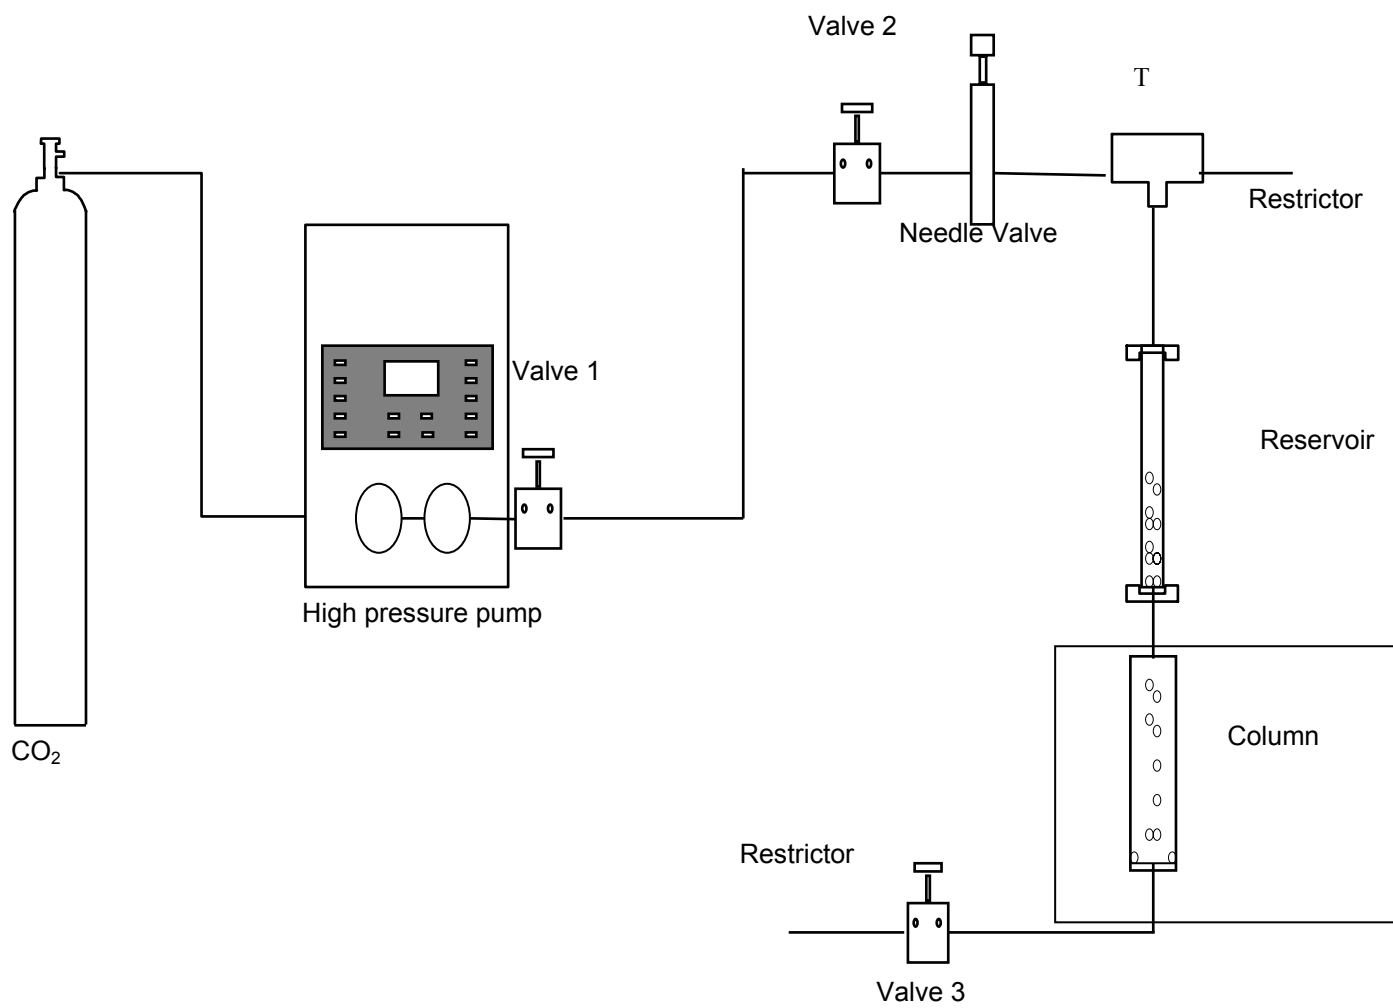 Valve 2
T
Restrictor
Needle Valve
Valve 1
Reservoir
High pressure pump
CO₂
Column
Restrictor
Valve 3